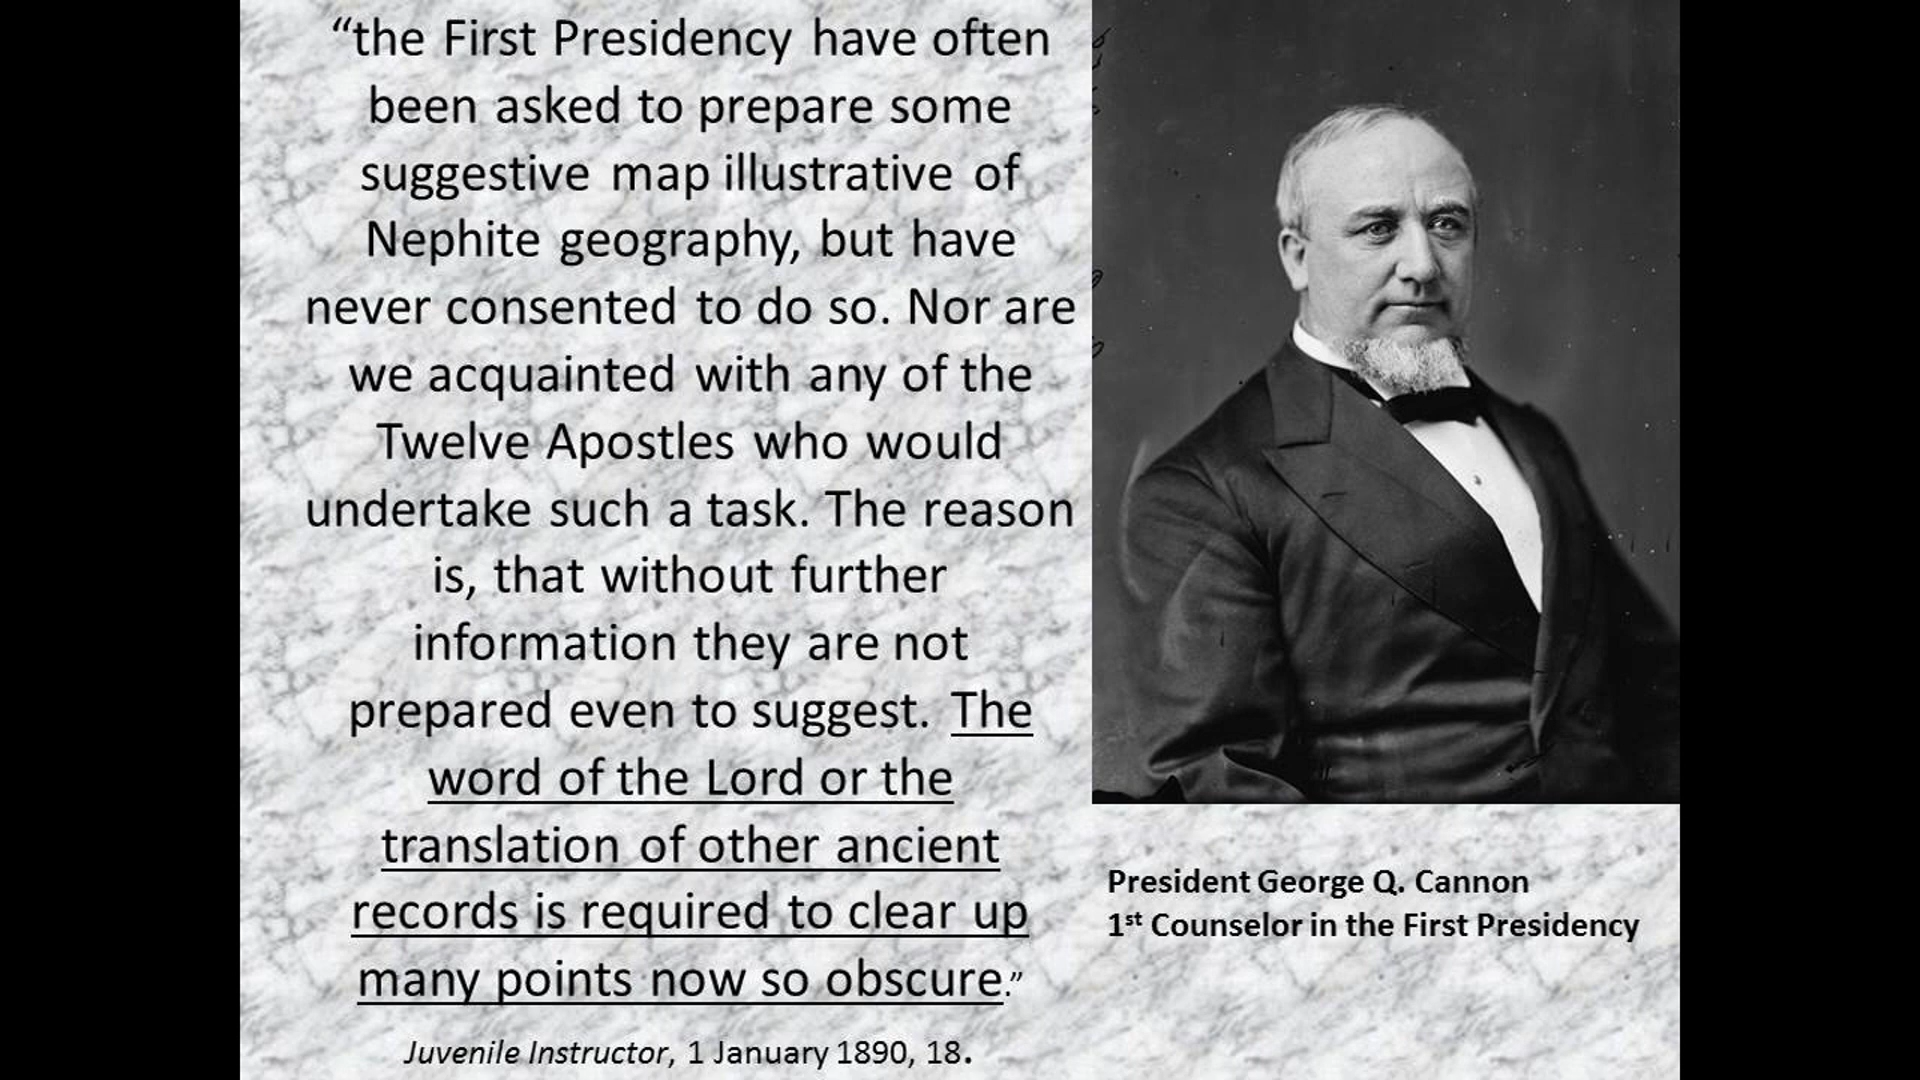 “the First Presidency have often
been asked to prepare some
suggestive map illustrative of
Nephite geography, but have
never consented to do so. Nor are
we acquainted with any of the
Twelve Apostles who would
undertake such a task. The reason
is, that without further
information they are not
prepared even to suggest. The
word of the Lord or the
translation of other ancient
records is required to clear up
many points now so obscure.”
Juvenile Instructor, 1 January 1890, 18.
President George Q. Cannon
1st Counselor in the First Presidency